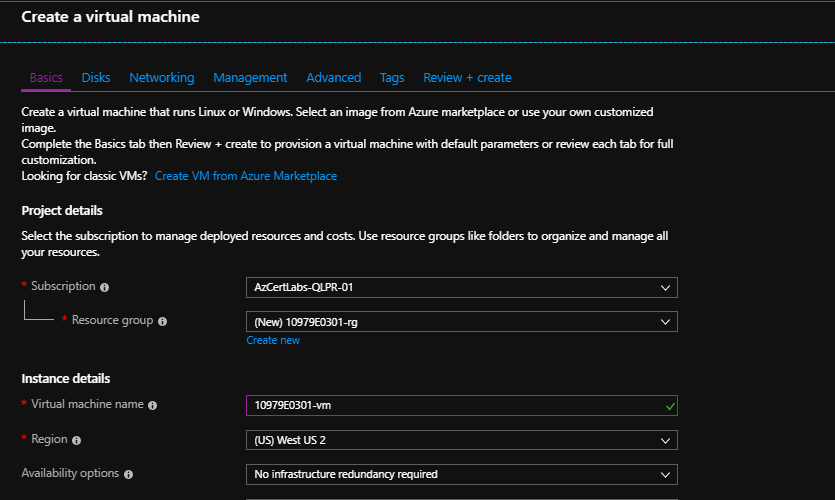 Create a virtual machine
Basics Disks Networking Management Advanced Tags Review + create
Create a virtual machine that runs Linux or Windows. Select an image from Azure marketplace or use your own customized
image.
Complete the Basics tab then Review + create to provision a virtual machine with default parameters or review each tab for full
customization.
Looking for classic VMs? Create VM from Azure Marketplace
Project details
Select the subscription to manage deployed resources and costs. Use resource groups like folders to organize and manage all
your resources.
* Subscription AzCertLabs-QLPR-01
* Resource group (New) 10979E0301-rg
Create new
Instance details
* Virtual machine name 10979E0301-vm
* Region (US) West US 2
Availability options No infrastructure redundancy required